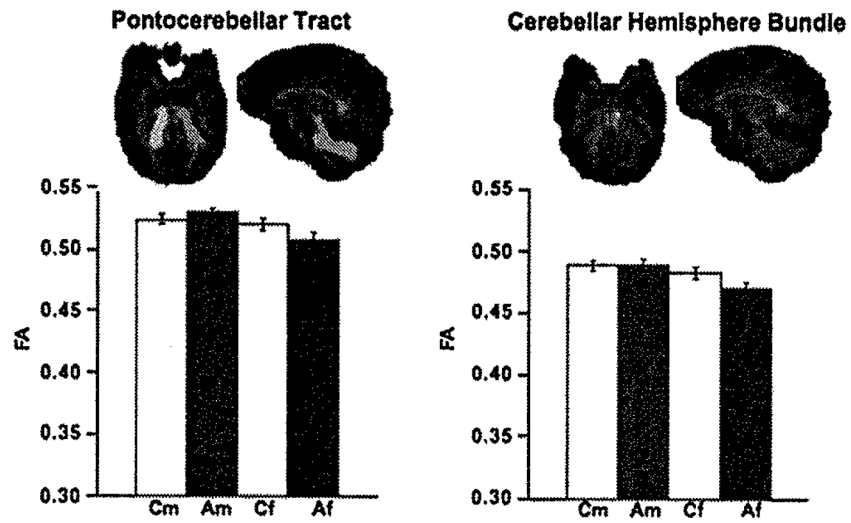 Pontocerebellar Tract
0.55
0.50
0.45
0.40
0.35
0.30
FA
Cm Am Cf Af
Cerebellar Hemisphere Bundle
0.55
0.50
0.45
0.40
0.35
0.30
FA
Cm Am Cf Af